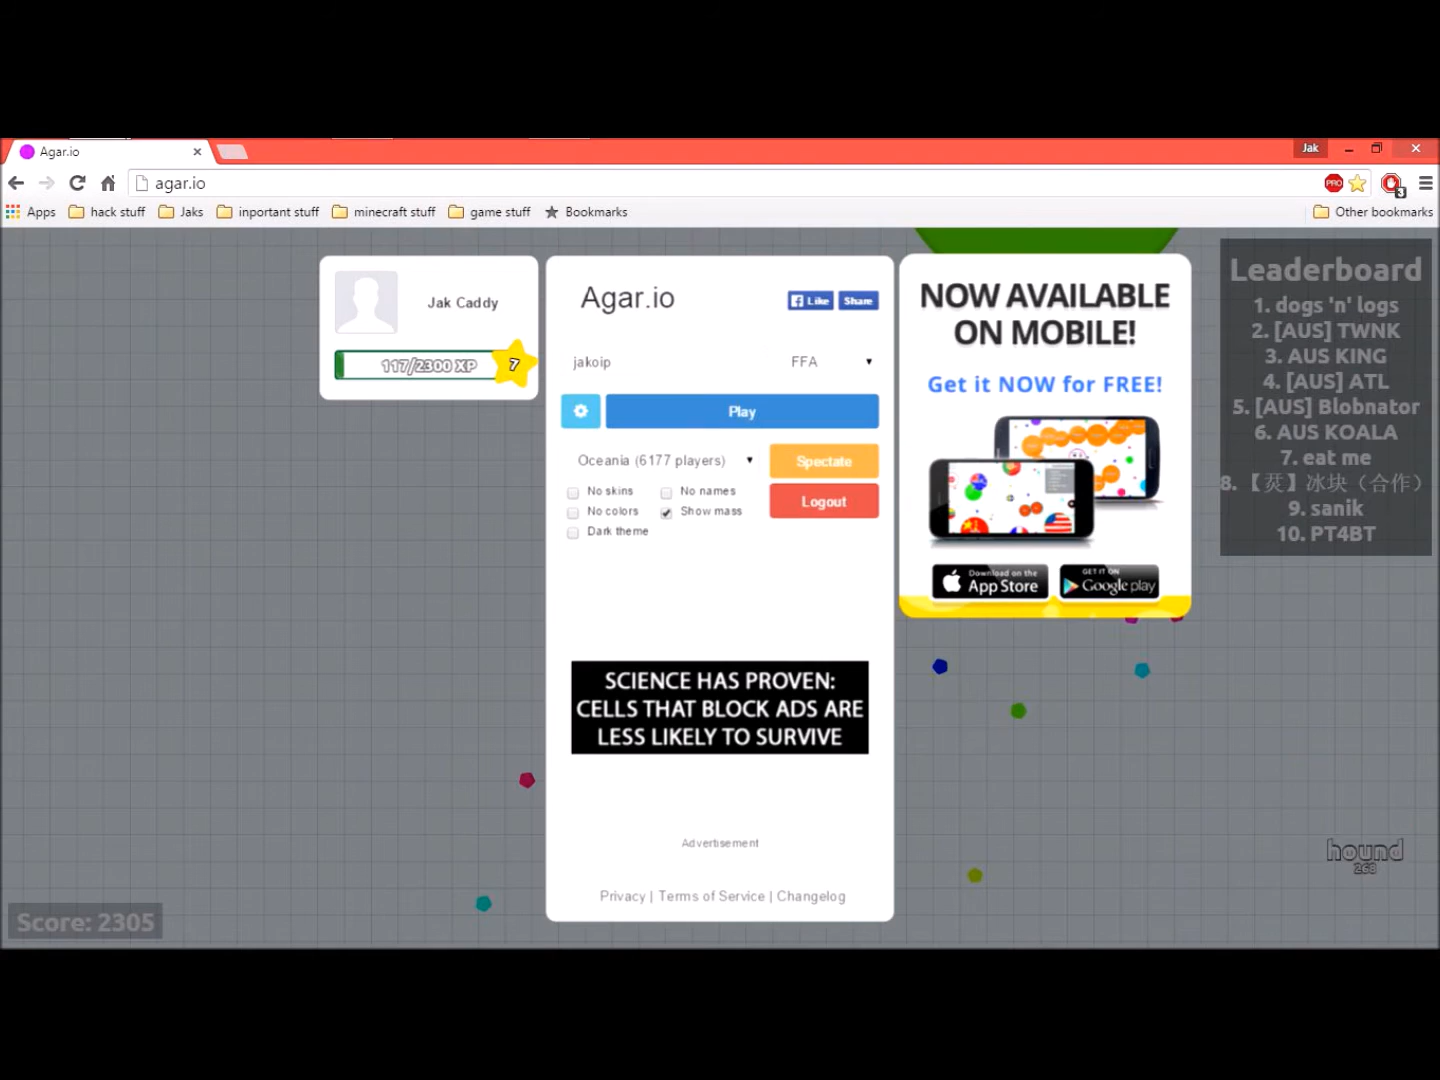 Agar.io
Jak
agar.io
PRO
3
Apps
hack stuff
Jaks
inportant stuff
minecraft stuff
game stuff
Bookmarks
Other bookmarks
Jak Caddy
117/2300 XP
7
Agar.io
Like
Share
jakoip
FFA
Play
Oceania (6177 players)
Spectate
No skins
No names
No colors
Show mass
Logout
Dark theme
SCIENCE HAS PROVEN:
CELLS THAT BLOCK ADS ARE
LESS LIKELY TO SURVIVE
Advertisement
Privacy | Terms of Service | Changelog
NOW AVAILABLE
ON MOBILE!
Get it NOW for FREE!
Download on the
App Store
GET IT ON
Google play
Leaderboard
1. dogs 'n' logs
2. [AUS] TWNK
3. AUS KING
4. [AUS] ATL
5. [AUS] Blobnator
6. AUS KOALA
7. eat me
8. 【荧】冰块（合作）
9. sanik
10. PT4BT
hound
268
Score: 2305